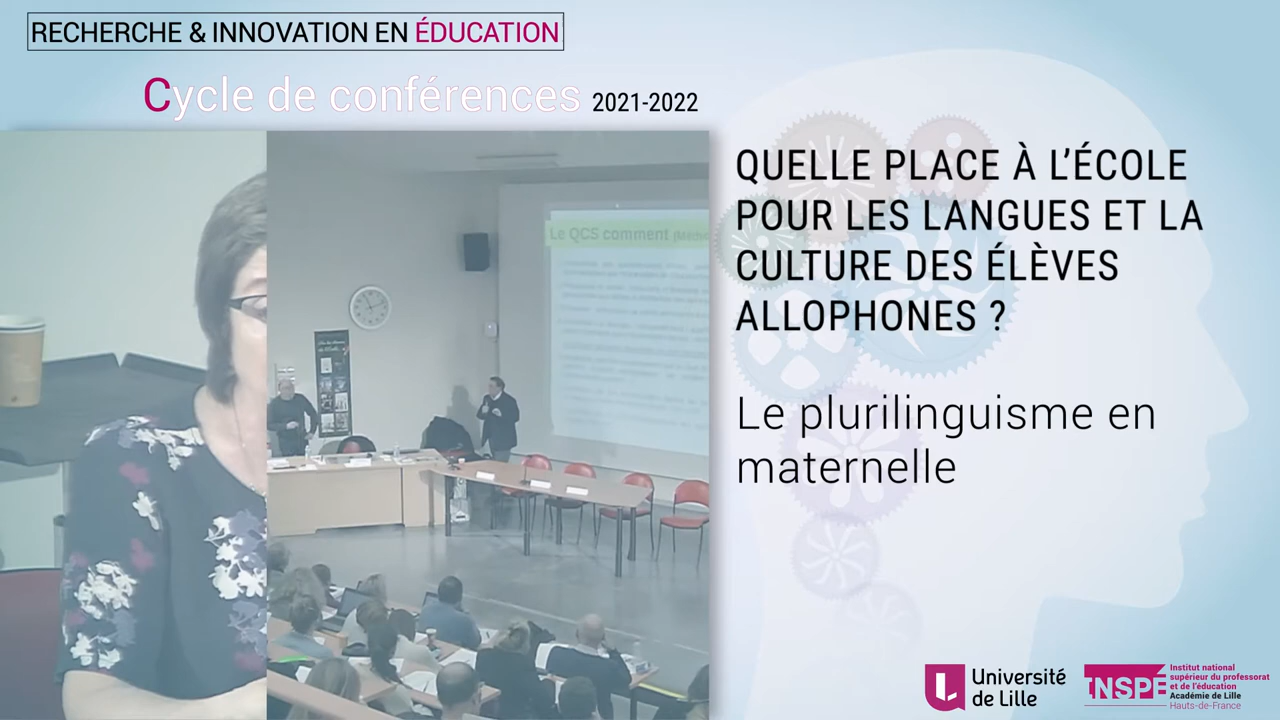 RECHERCHE & INNOVATION EN ÉDUCATION
Cycle de conférences 2021-2022
QUELLE PLACE À L'ÉCOLE
POUR LES LANGUES ET LA
CULTURE DES ÉLÈVES
ALLOPHONES ?
Le plurilinguisme en
maternelle
Le QCS comment
Université
de Lille
INSPÉ
Institut national
supérieur du professorat
et de l'éducation
Académie de Lille
Hauts-de-France